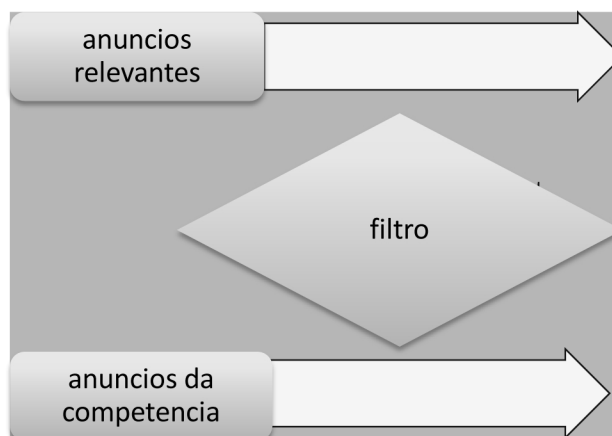 anuncios
relevantes
filtro
anuncios da
competencia